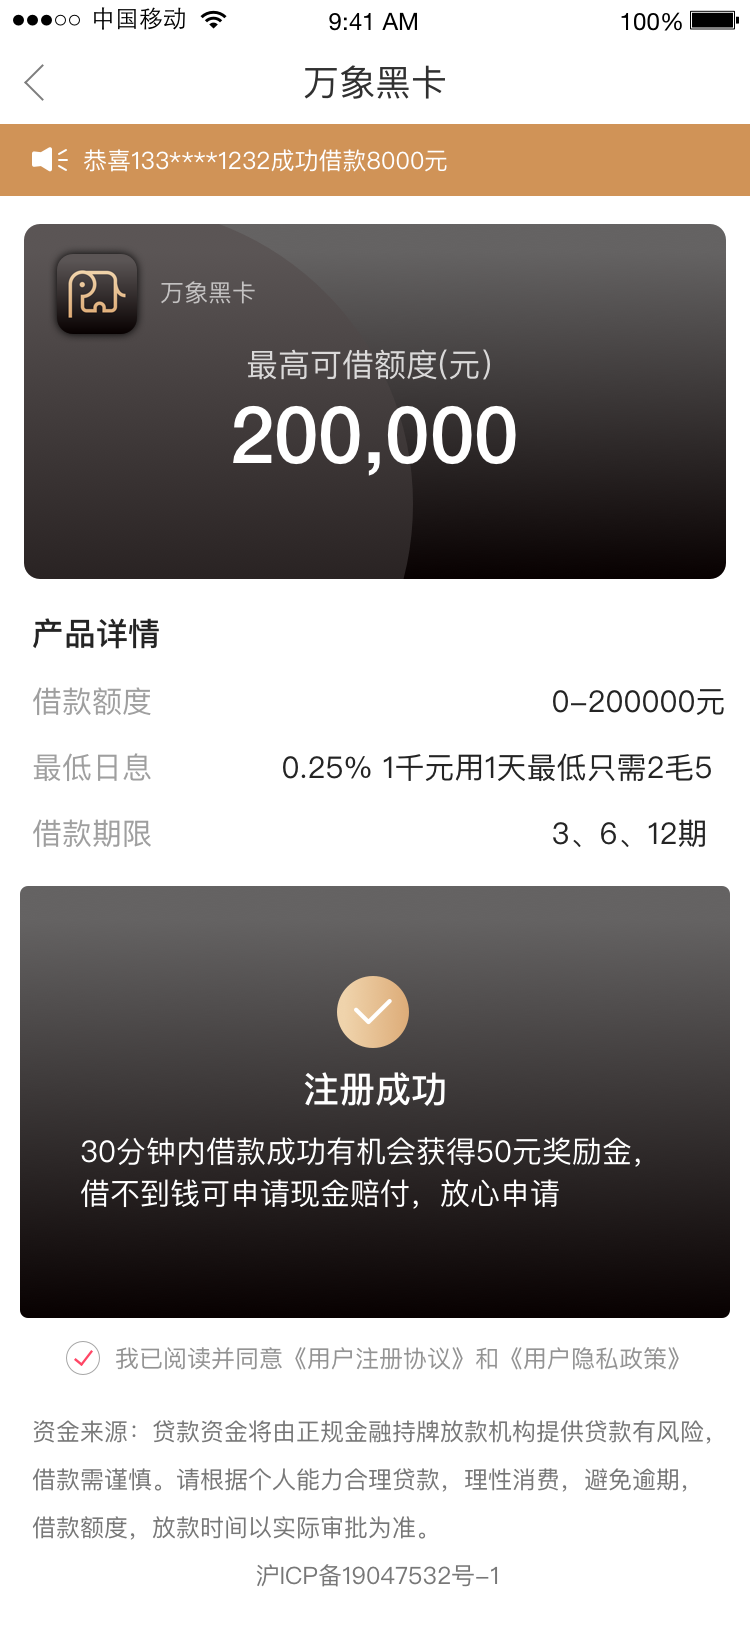 中国移动
9:41 AM
100%
万象黑卡
恭喜133****1232成功借款8000元
万象黑卡
最高可借额度(元)
200,000
产品详情
借款额度 0-200000元
最低日息 0.25% 1千元用1天最低只需2毛5
借款期限 3、6、12期
注册成功
30分钟内借款成功有机会获得50元奖励金，
借不到钱可申请现金赔付，放心申请
我已阅读并同意《用户注册协议》和《用户隐私政策》
资金来源：贷款资金将由正规金融持牌放款机构提供贷款有风险，
借款需谨慎。请根据个人能力合理贷款，理性消费，避免逾期，
借款额度，放款时间以实际审批为准。
沪ICP备19047532号-1